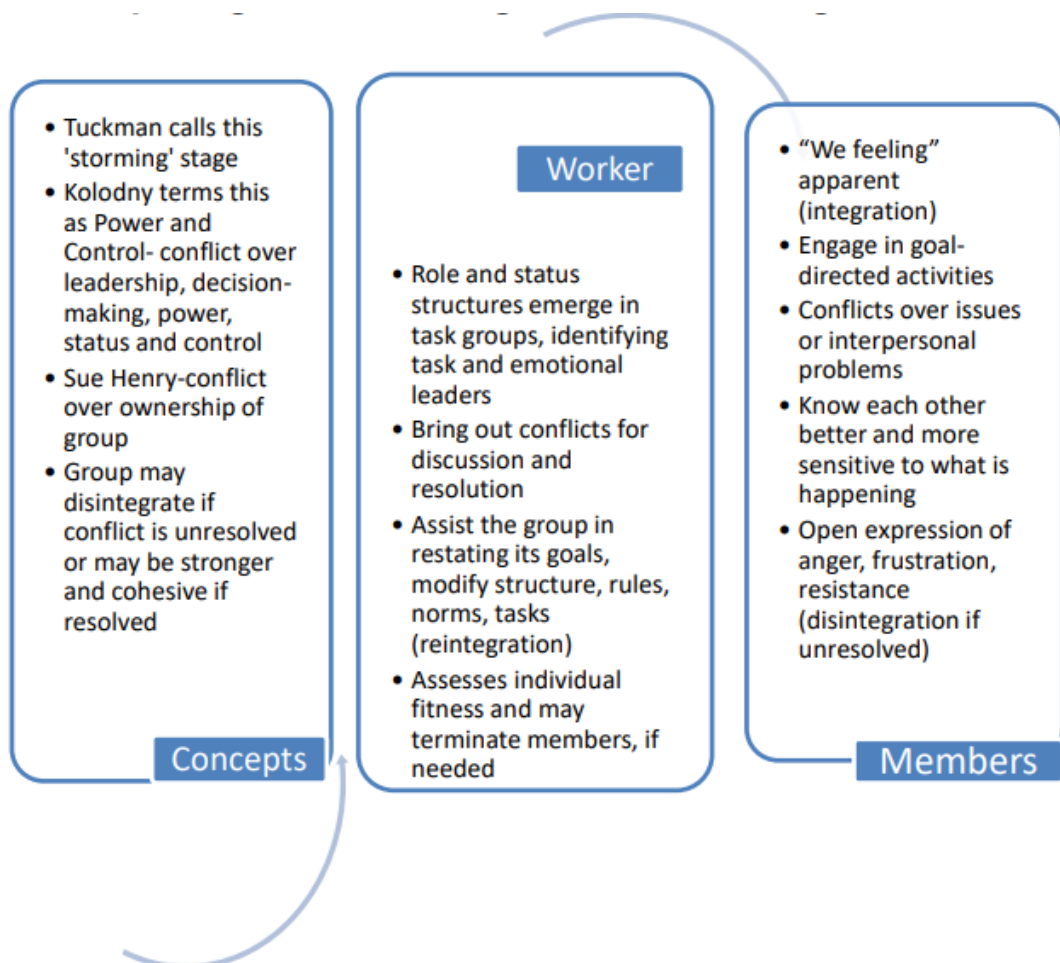 • Tuckman calls this
'storming' stage
• Kolodny terms this
as Power and
Control- conflict over
leadership, decision-
making, power,
status and control
• Sue Henry-conflict
over ownership of
group
• Group may
disintegrate if
conflict is unresolved
or may be stronger
and cohesive if
resolved
Concepts
Worker
• Role and status
structures emerge in
task groups, identifying
task and emotional
leaders
• Bring out conflicts for
discussion and
resolution
• Assist the group in
restating its goals,
modify structure, rules,
norms, tasks
(reintegration)
• Assesses individual
fitness and may
terminate members, if
needed
• “We feeling”
apparent
(integration)
• Engage in goal-
directed activities
• Conflicts over issues
or interpersonal
problems
• Know each other
better and more
sensitive to what is
happening
• Open expression of
anger, frustration,
resistance
(disintegration if
unresolved)
Members